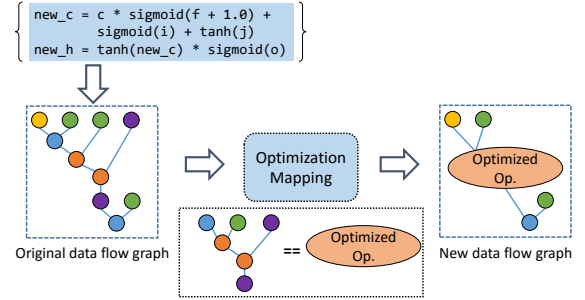 new_c = c * sigmoid(f + 1.0) +
sigmoid(i) + tanh(j)
new_h = tanh(new_c) * sigmoid(o)
Optimization
Mapping
Optimized
Op.
==
Optimized
Op.
Original data flow graph
New data flow graph